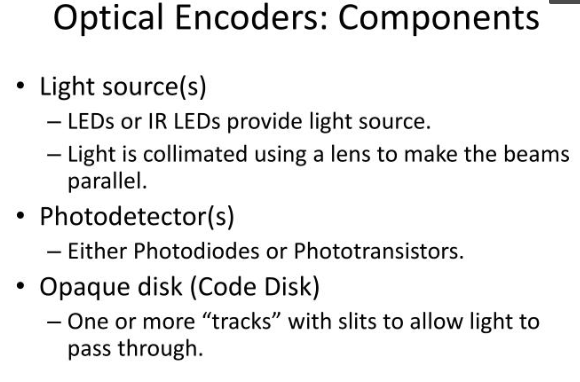 Optical Encoders: Components
• Light source(s)
– LEDs or IR LEDs provide light source.
– Light is collimated using a lens to make the beams
parallel.
• Photodetector(s)
– Either Photodiodes or Phototransistors.
• Opaque disk (Code Disk)
– One or more “tracks” with slits to allow light to
pass through.